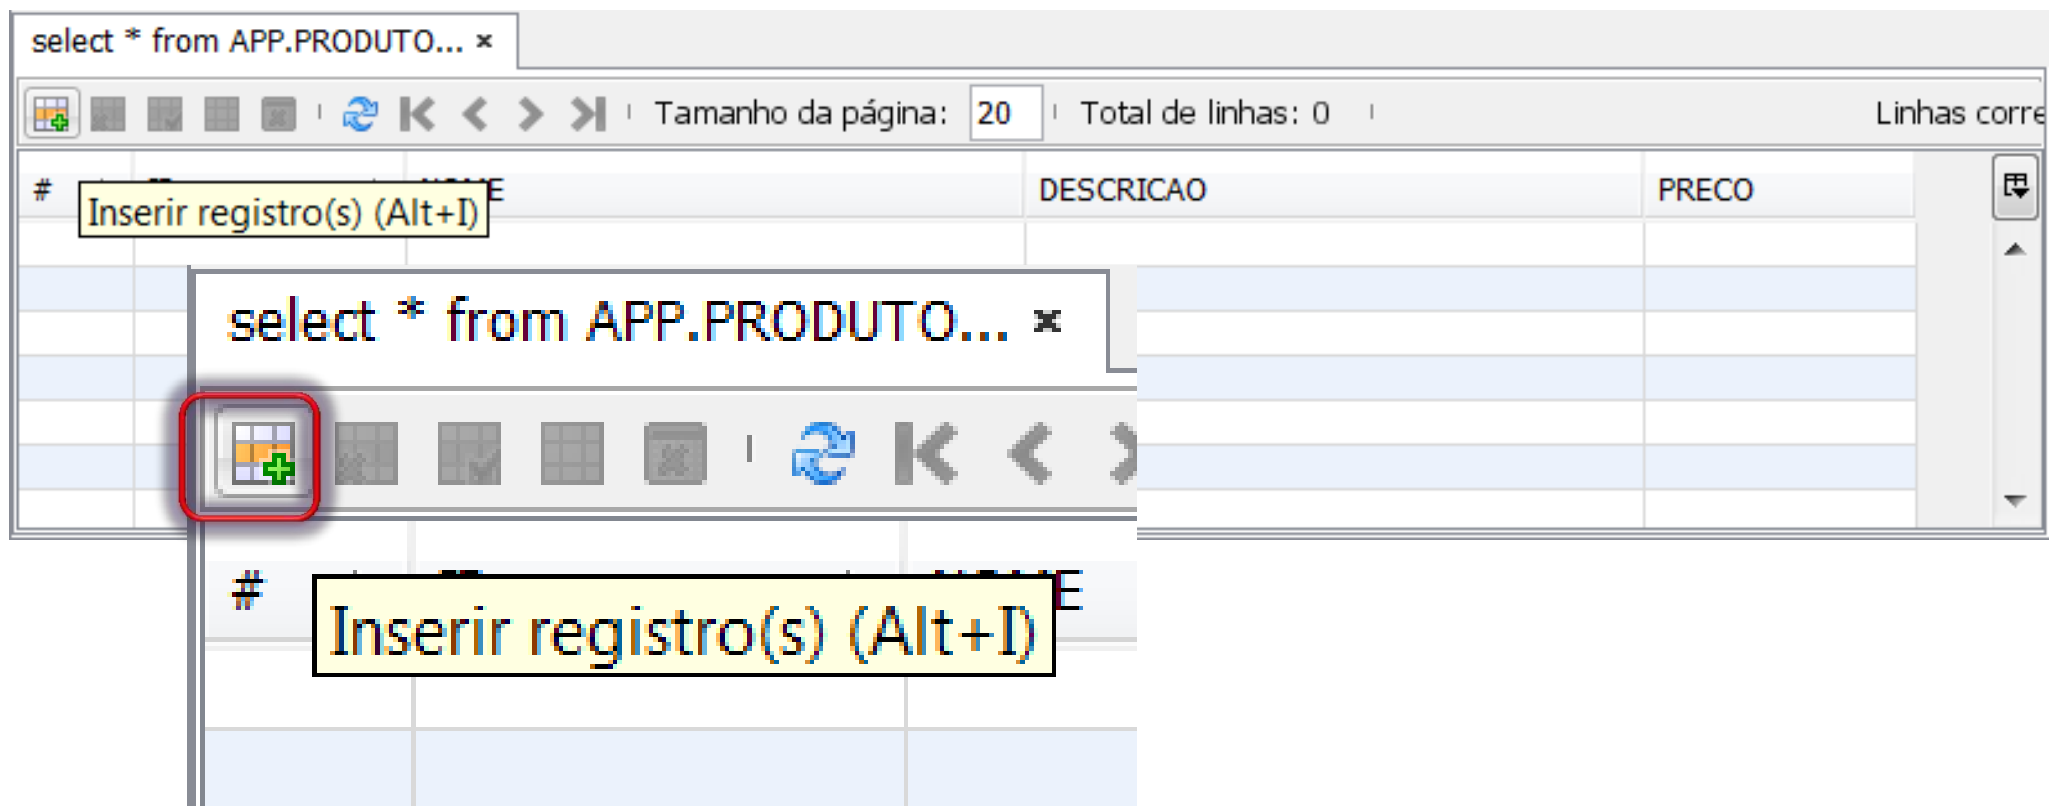 select * from APP.PRODUTO...
Tamanho da página: 20 Total de linhas: 0 Linhas corre
# DESCRICAO PRECO
Inserir registro(s) (Alt+I)
select * from APP.PRODUTO...
#
Inserir registro(s) (Alt+I)